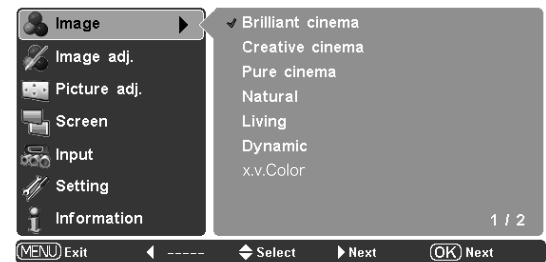 Image
Image adj.
Picture adj.
Screen
Input
Setting
Information
Brilliant cinema
Creative cinema
Pure cinema
Natural
Living
Dynamic
x.v.Color
1 / 2
MENU Exit ----- Select Next OK Next